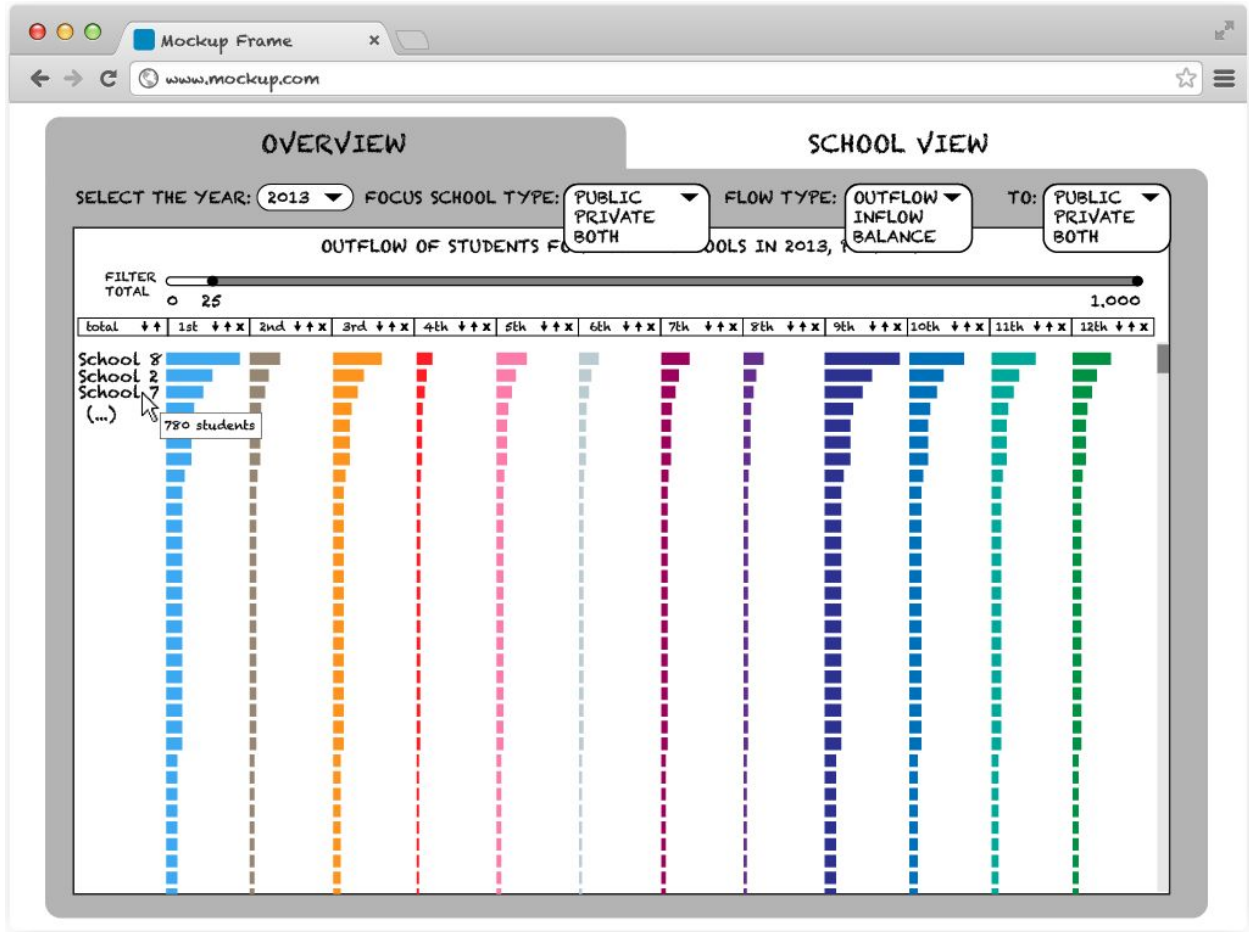 Mockup Frame x
www.mockup.com
OVERVIEW SCHOOL VIEW
SELECT THE YEAR: 2013 FOCUS SCHOOL TYPE: PUBLIC FLOW TYPE: OUTFLOW TO: PUBLIC
PRIVATE INFLOW PRIVATE
BOTH BALANCE BOTH
OUTFLOW OF STUDENTS IN 2013,
FILTER
TOTAL
0 25 1,000
total 1st x 2nd x 3rd x 4th x 5th x 6th x 7th x 8th x 9th x 10th x 11th x 12th x
School 8
School 2
School 7
(...)
780 students